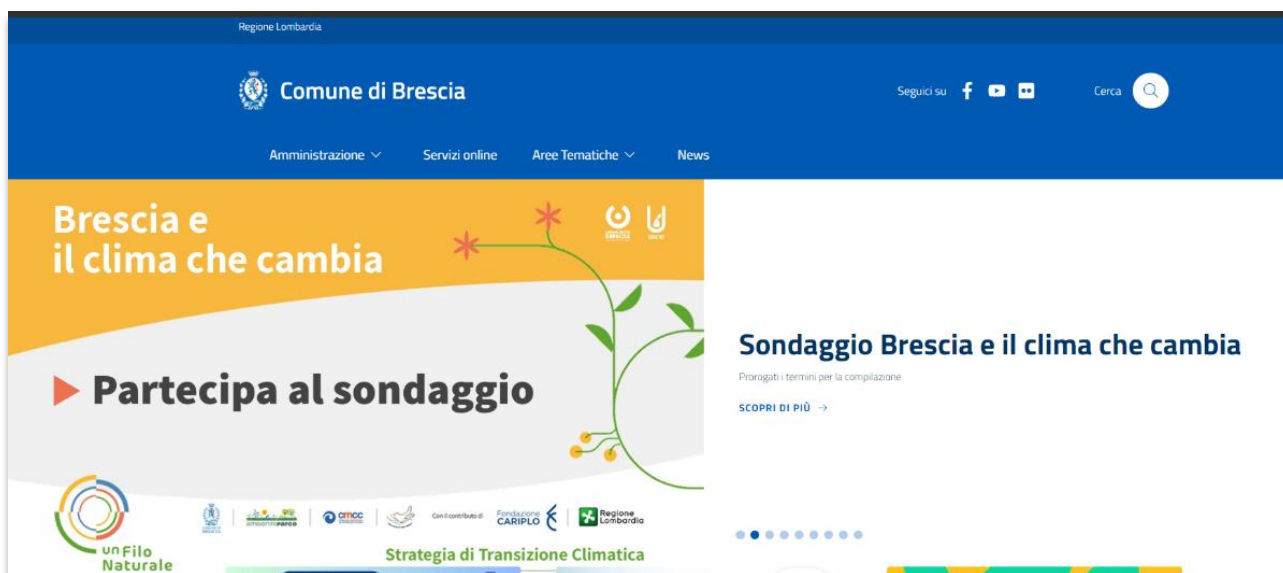 Regione Lombardia
Comune di Brescia
Seguici su
Cerca
Amministrazione
Servizi online
Aree Tematiche
News
Brescia e
il clima che cambia
Partecipa al sondaggio
Sondaggio Brescia e il clima che cambia
Prorogati i termini per la compilazione
SCOPRI DI PIÙ
un Filo
Naturale
ambienteparco
cmcc
Con il contributo di
Fondazione
CARIPLO
Regione
Lombardia
Strategia di Transizione Climatica